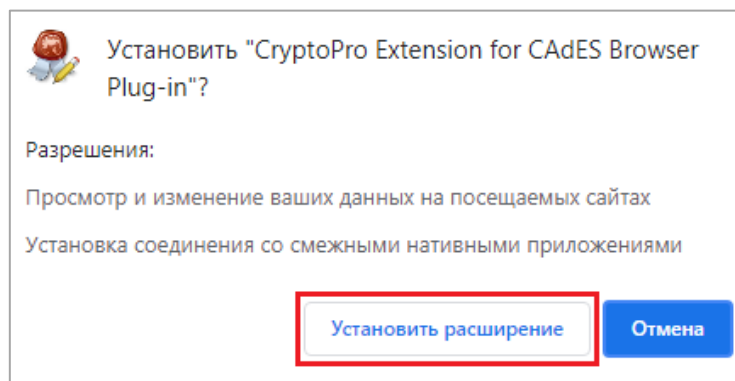 Установить "CryptoPro Extension for CAdES Browser
Plug-in"?
Разрешения:
Просмотр и изменение ваших данных на посещаемых сайтах
Установка соединения со смежными нативными приложениями
Установить расширение
Отмена